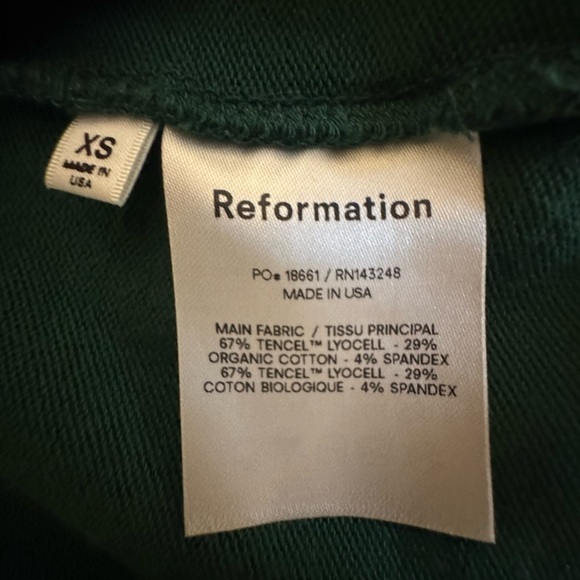 XS
MADE IN
USA
Reformation
PO# 18661 / RN143248
MADE IN USA
MAIN FABRIC / TISSU PRINCIPAL
67% TENCEL™ LYOCELL - 29%
ORGANIC COTTON - 4% SPANDEX
67% TENCEL™ LYOCELL - 29%
COTON BIOLOGIQUE - 4% SPANDEX